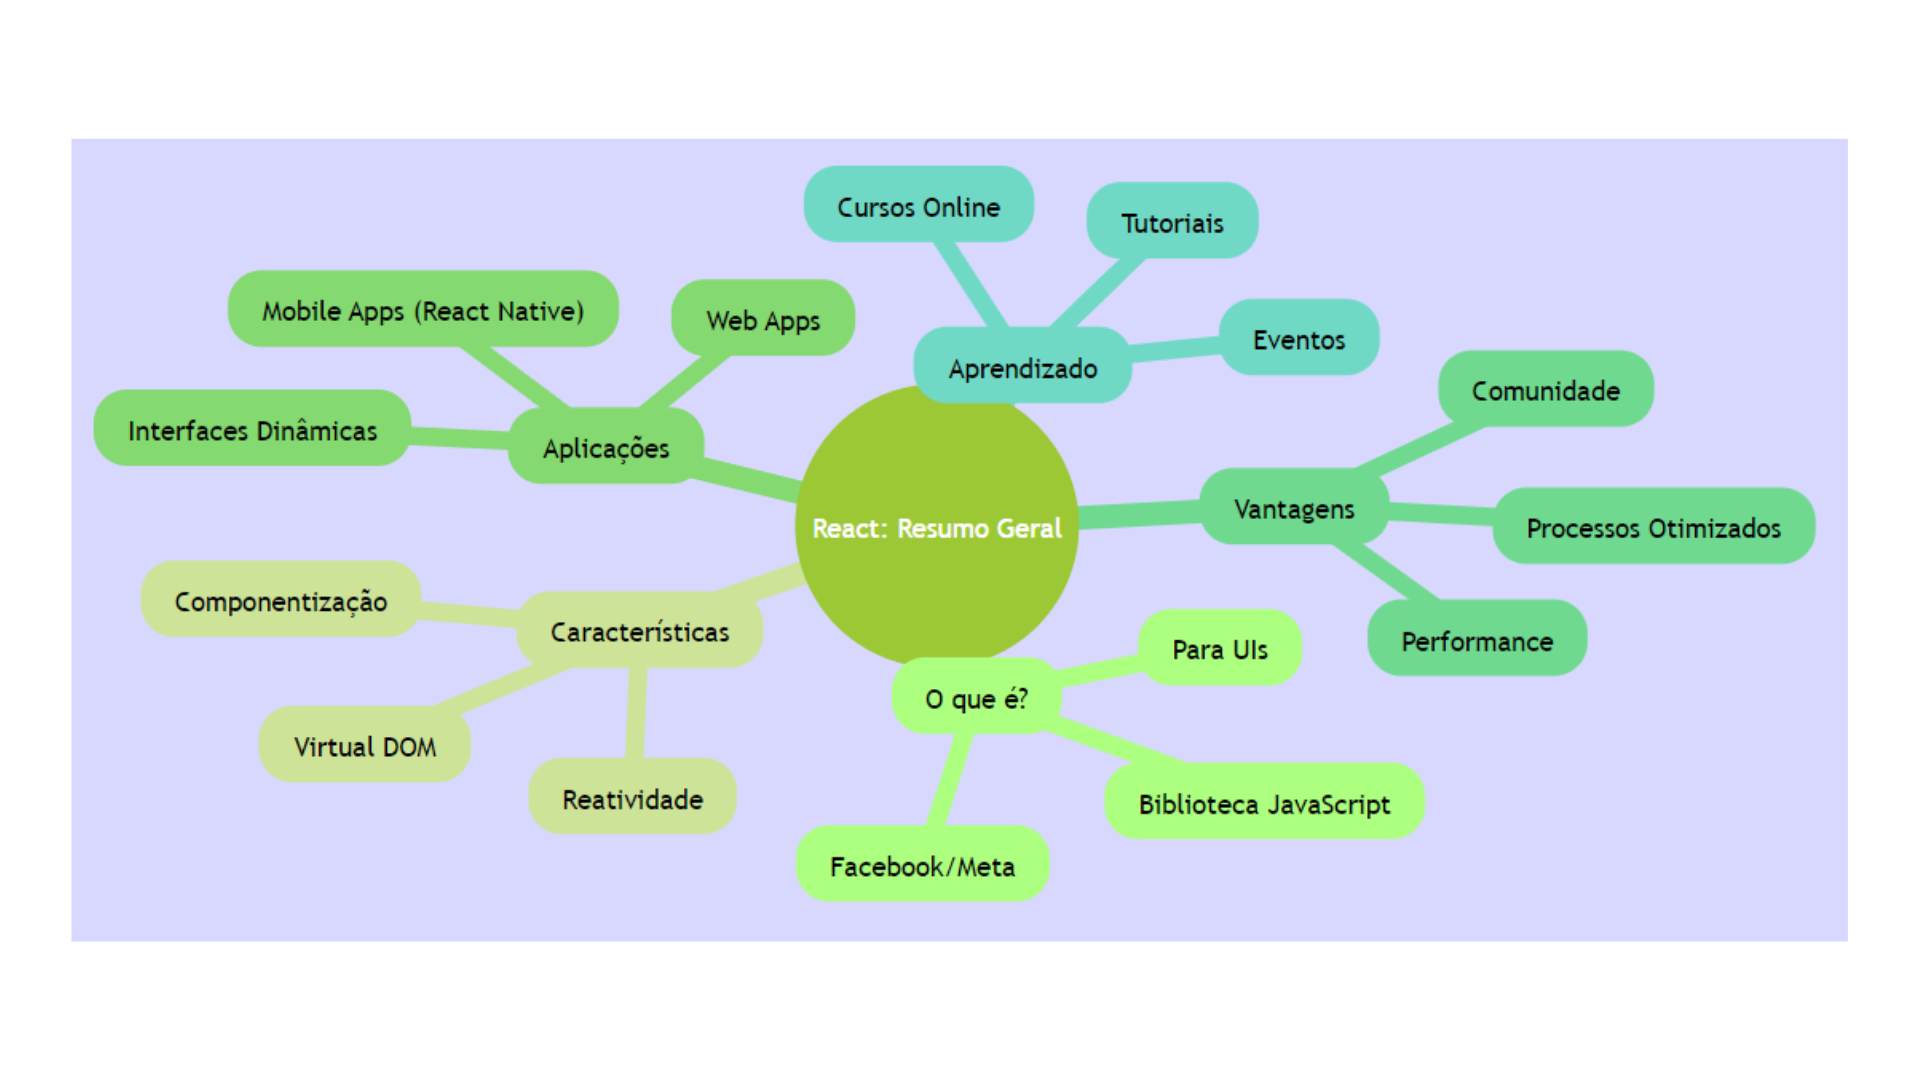 Cursos Online
Tutoriais
Mobile Apps (React Native)
Web Apps
Eventos
Aprendizado
Comunidade
Interfaces Dinâmicas
Aplicações
Vantagens
React: Resumo Geral
Processos Otimizados
Componentização
Características
Performance
Para UIs
O que é?
Virtual DOM
Reatividade
Biblioteca JavaScript
Facebook/Meta